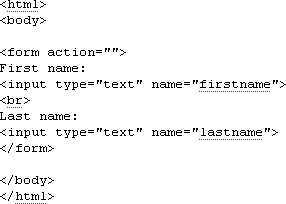 <html>
<body>
<form action="">
First name:
<input type="text" name="firstname">
<br>
Last name:
<input type="text" name="lastname">
</form>
</body>
</html>